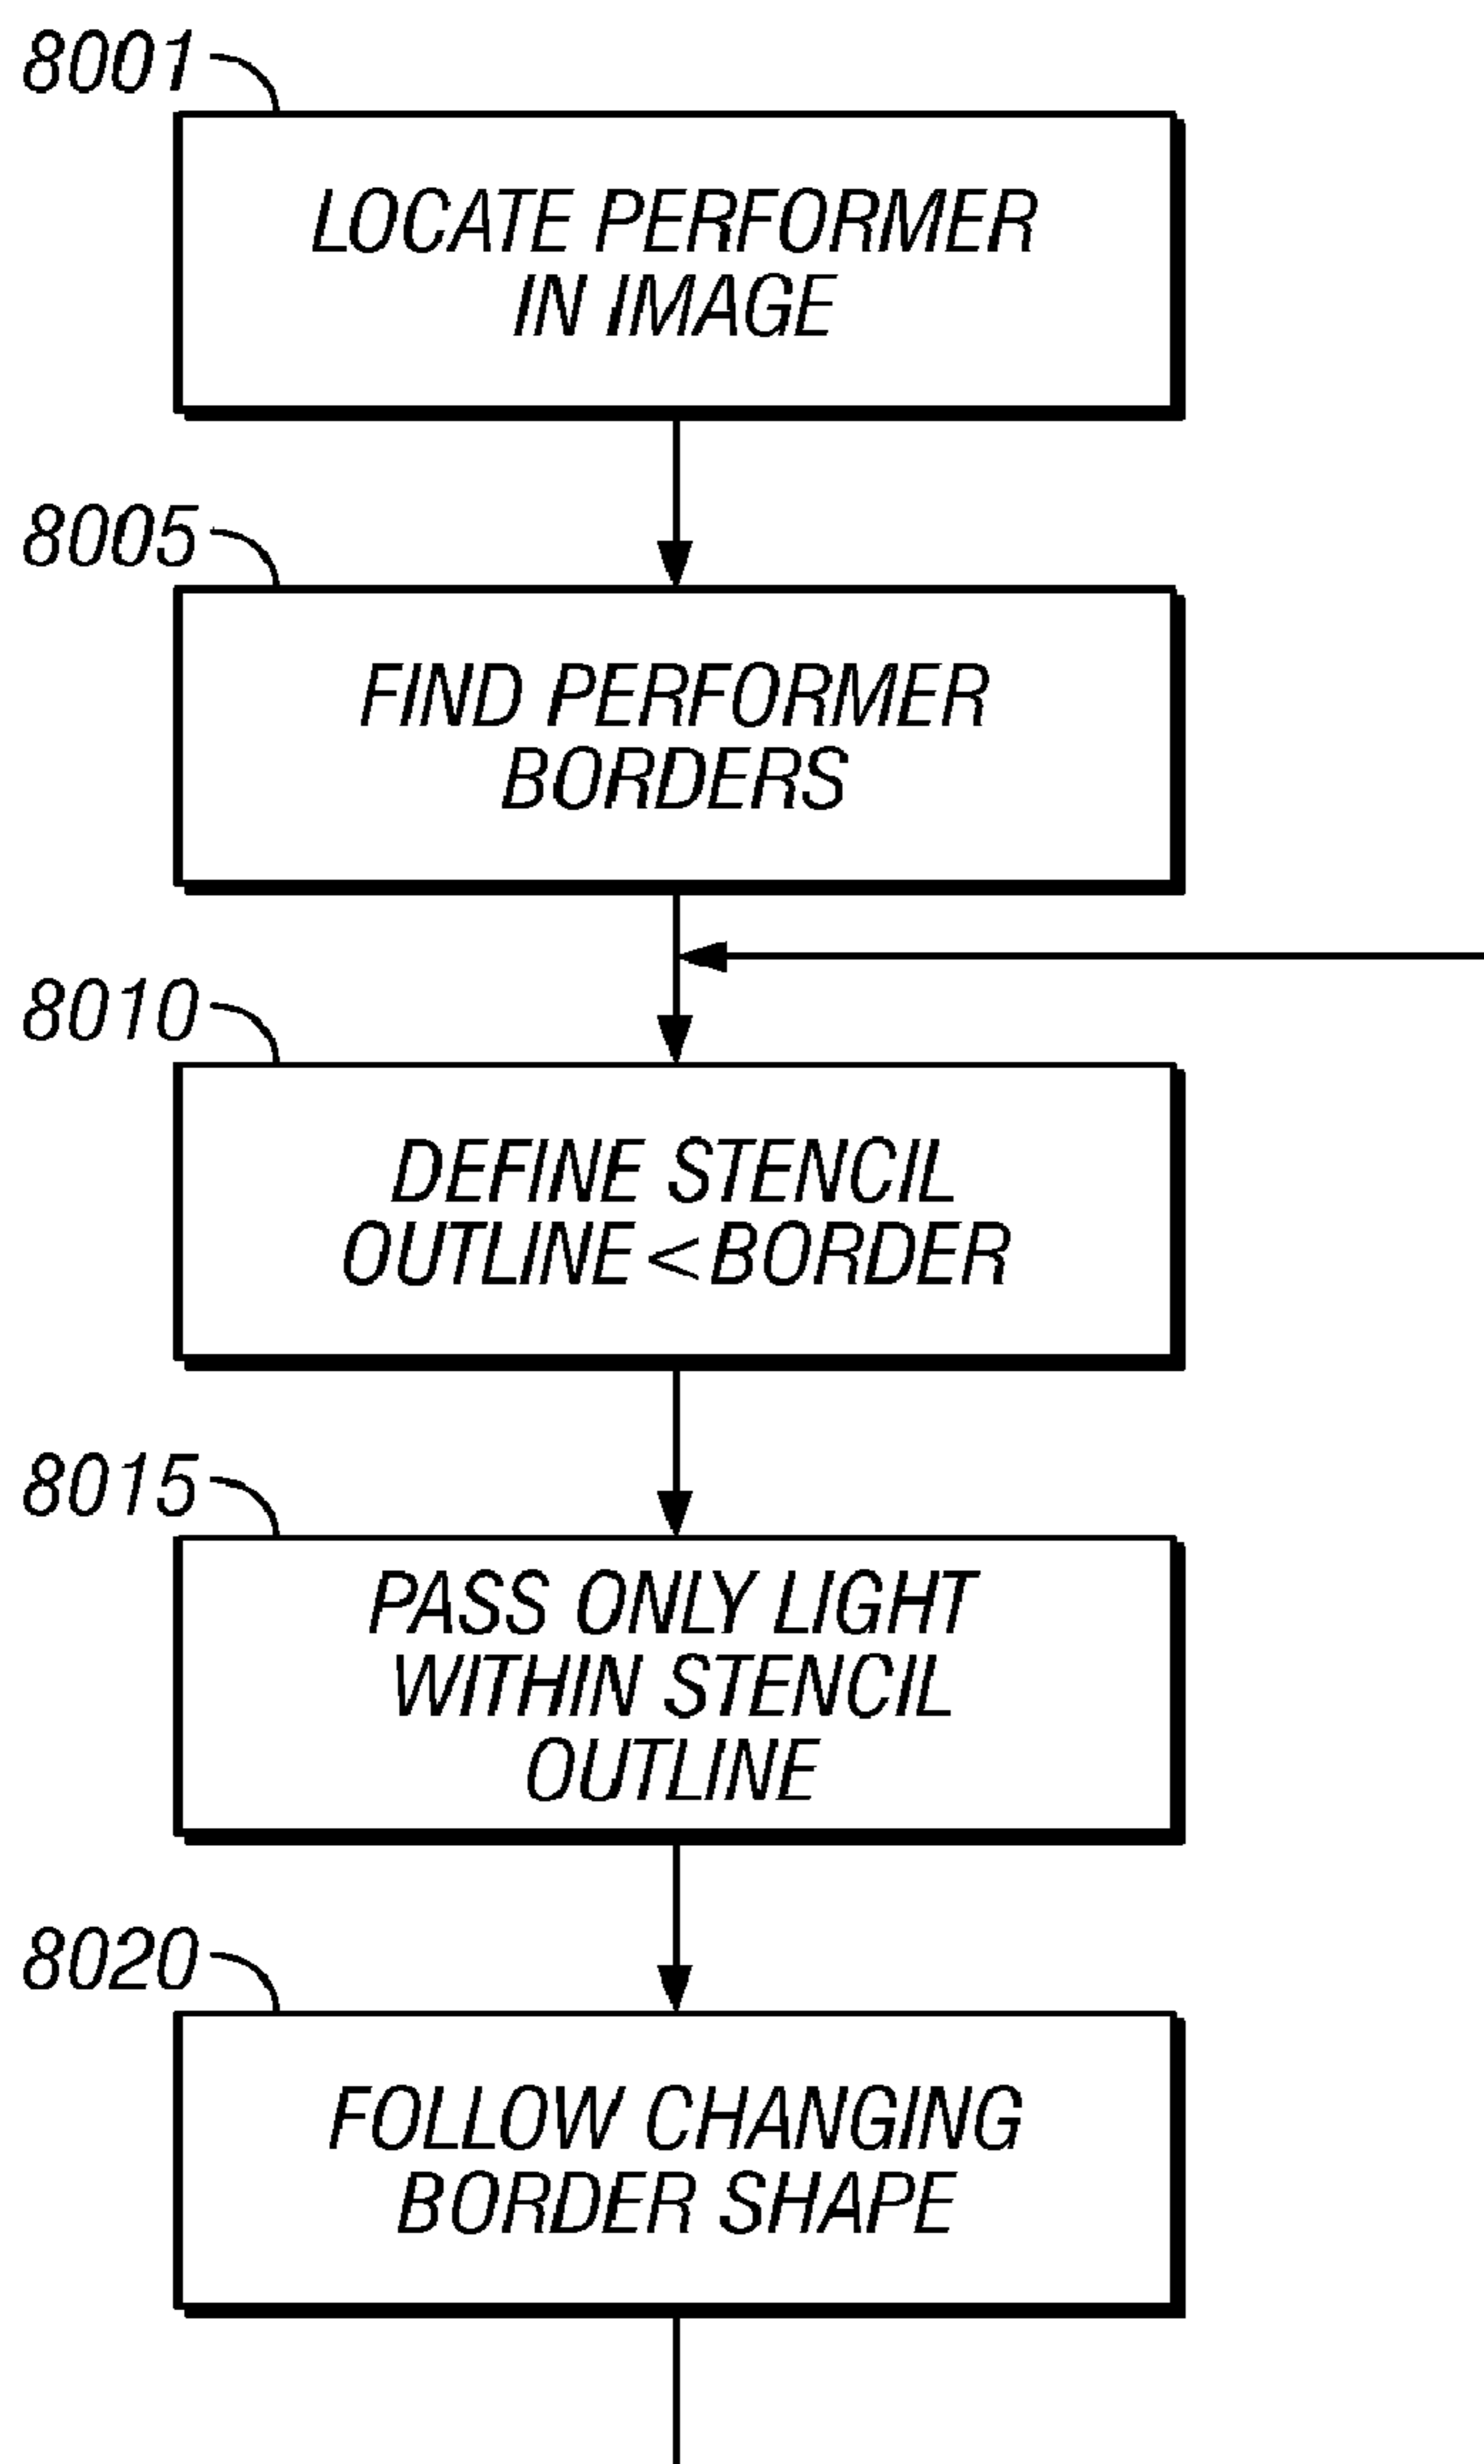 8001
LOCATE PERFORMER
IN IMAGE
8005
FIND PERFORMER
BORDERS
8010
DEFINE STENCIL
OUTLINE < BORDER
8015
PASS ONLY LIGHT
WITHIN STENCIL
OUTLINE
8020
FOLLOW CHANGING
BORDER SHAPE